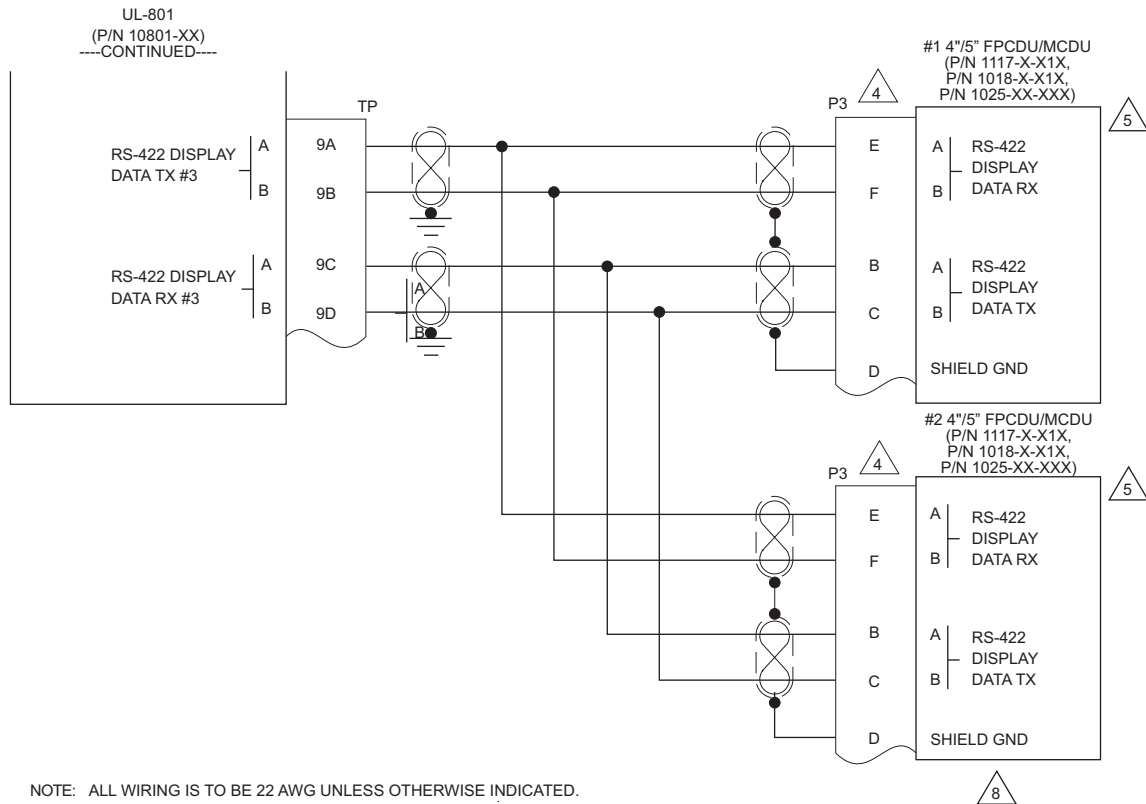 UL-801
(P/N 10801-XX)
----CONTINUED----
#1 4"/5" FPCDU/MCDU
(P/N 1117-X-X1X,
P/N 1018-X-X1X,
P/N 1025-XX-XXX)
TP
P3
4
5
RS-422 DISPLAY
DATA TX #3
A
B
9A
9B
E
F
A
B
RS-422
DISPLAY
DATA RX
RS-422 DISPLAY
DATA RX #3
A
B
9C
9D
A
B
B
C
A
B
RS-422
DISPLAY
DATA TX
D
SHIELD GND
#2 4"/5" FPCDU/MCDU
(P/N 1117-X-X1X,
P/N 1018-X-X1X,
P/N 1025-XX-XXX)
P3
4
5
E
F
A
B
RS-422
DISPLAY
DATA RX
B
C
A
B
RS-422
DISPLAY
DATA TX
D
SHIELD GND
8
NOTE: ALL WIRING IS TO BE 22 AWG UNLESS OTHERWISE INDICATED.